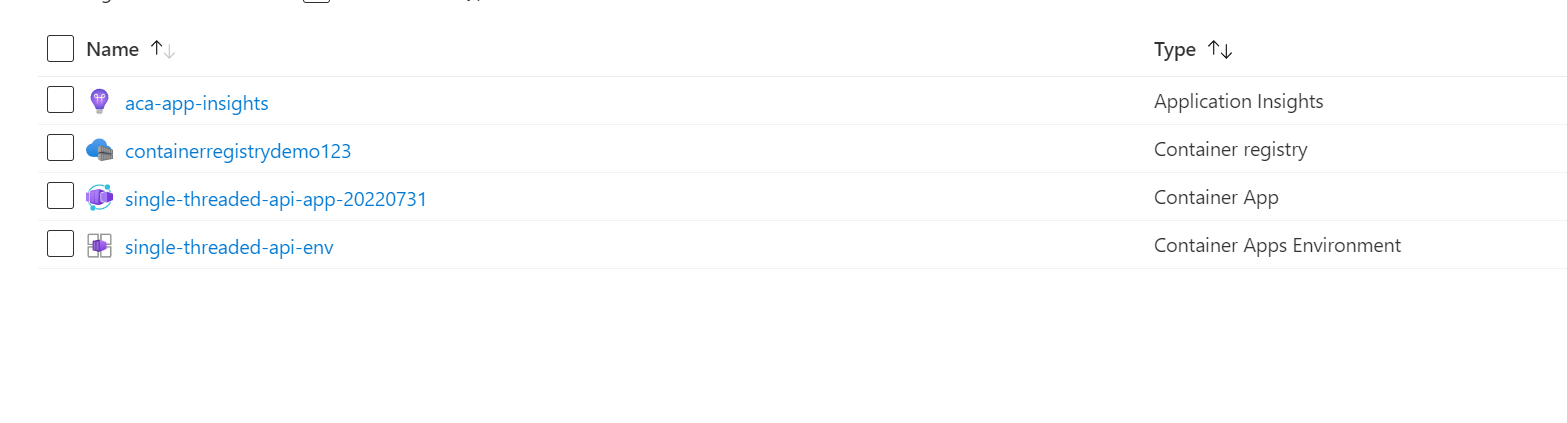 Name Type
aca-app-insights Application Insights
containerregistrydemo123 Container registry
single-threaded-api-app-20220731 Container App
single-threaded-api-env Container Apps Environment